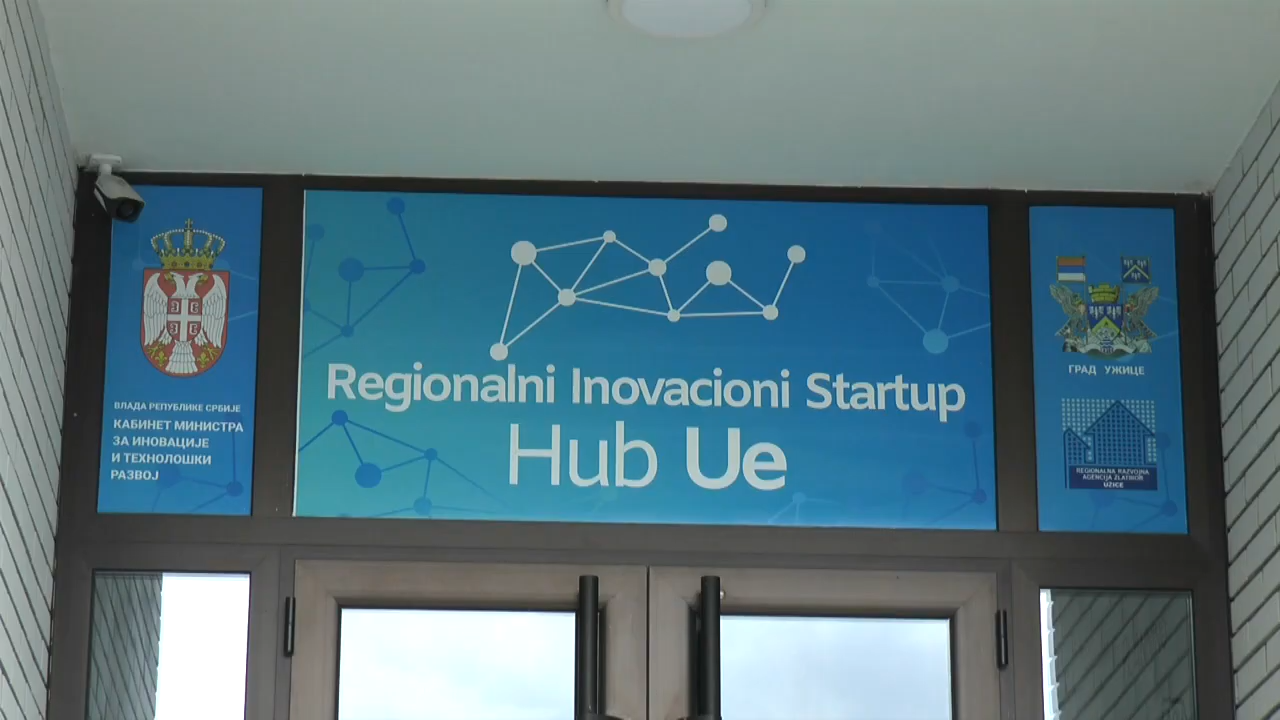 ВЛАДА РЕПУБЛИКЕ СРБИЈЕ
КАБИНЕТ МИНИСТРА
ЗА ИНОВАЦИЈЕ
И ТЕХНОЛОШКИ
РАЗВОЈ
Regionalni Inovacioni Startup
Hub Ue
ГРАД УЖИЦЕ
REGIONALNA RAZVOJNA
AGENCIJA ZLATIBOR
UŽICE